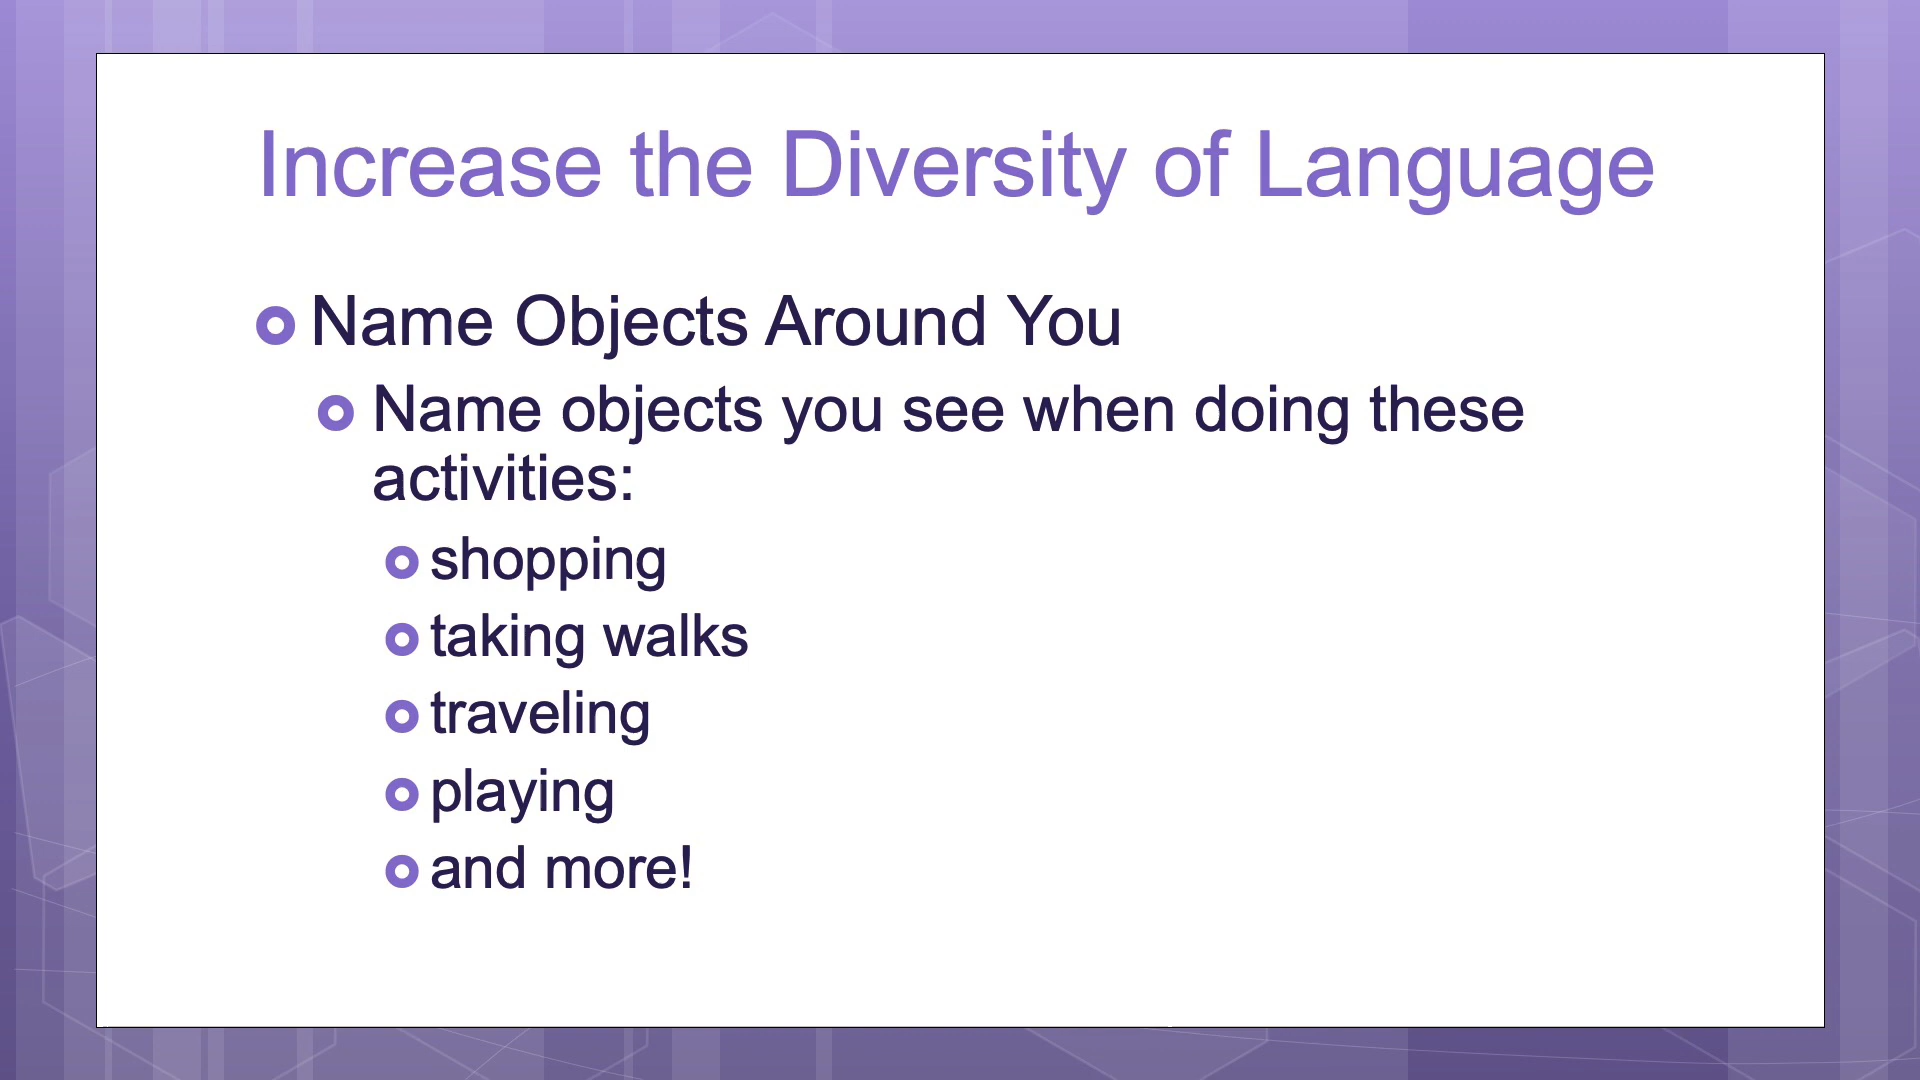 Increase the Diversity of Language
Name Objects Around You
Name objects you see when doing these
activities:
shopping
taking walks
traveling
playing
and more!